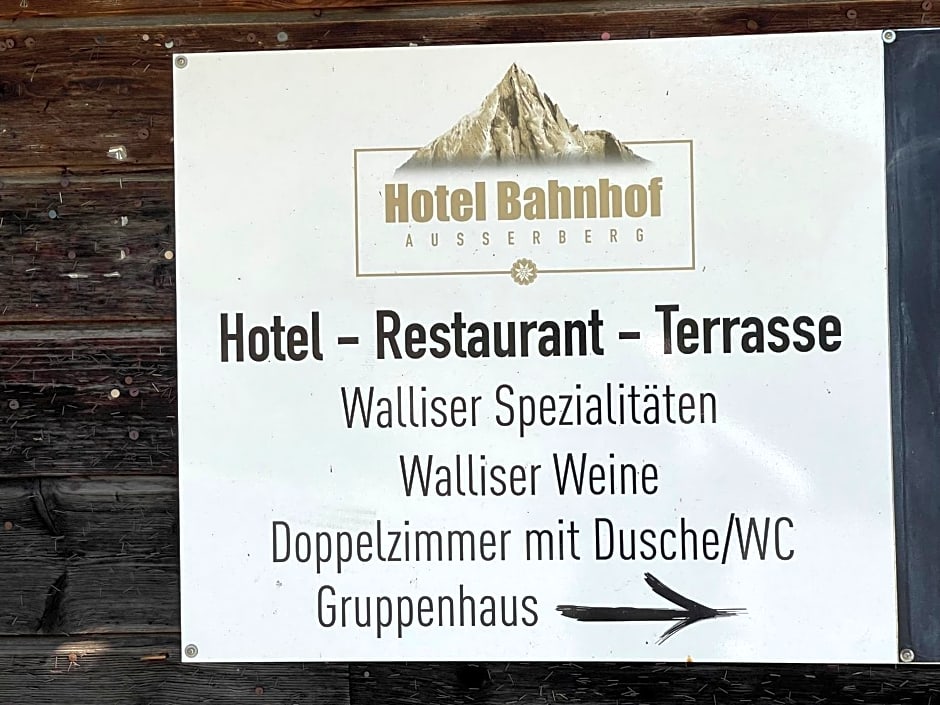 Hotel Bahnhof
AUSSERBERG
Hotel – Restaurant – Terrasse
Walliser Spezialitäten
Walliser Weine
Doppelzimmer mit Dusche/WC
Gruppenhaus